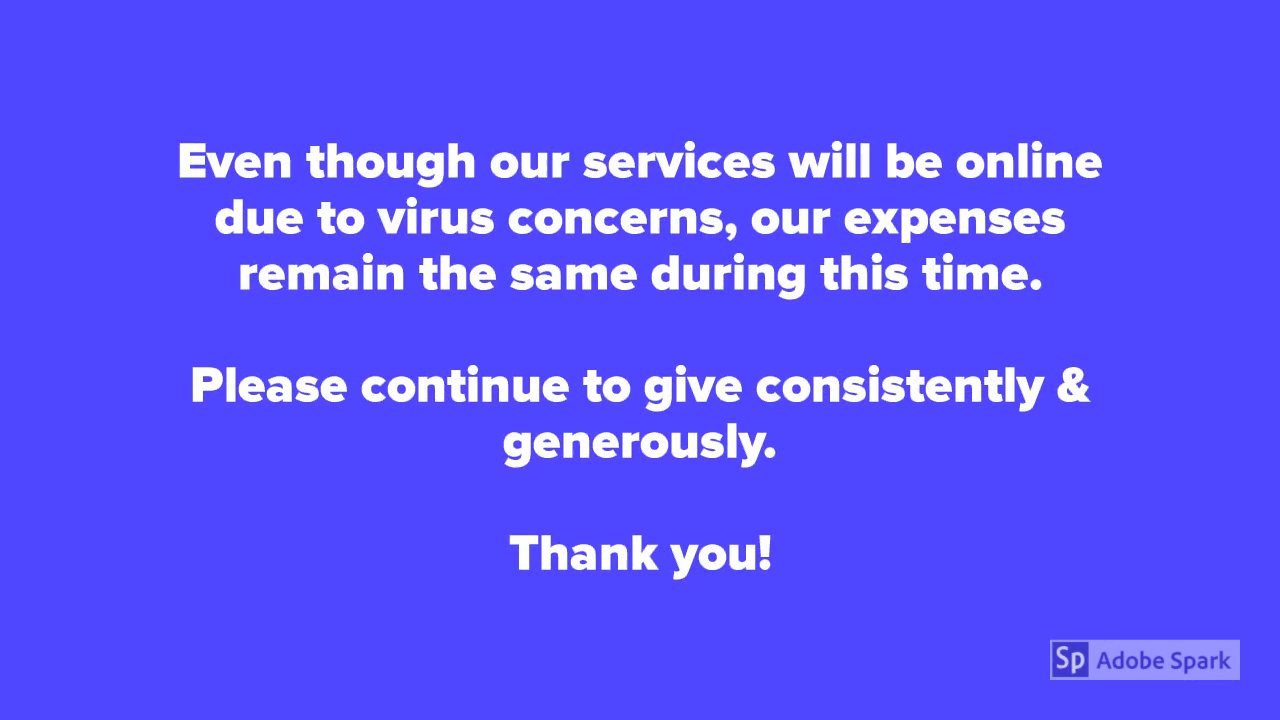 Even though our services will be online
due to virus concerns, our expenses
remain the same during this time.
Please continue to give consistently &
generously.
Thank you!
Sp Adobe Spark